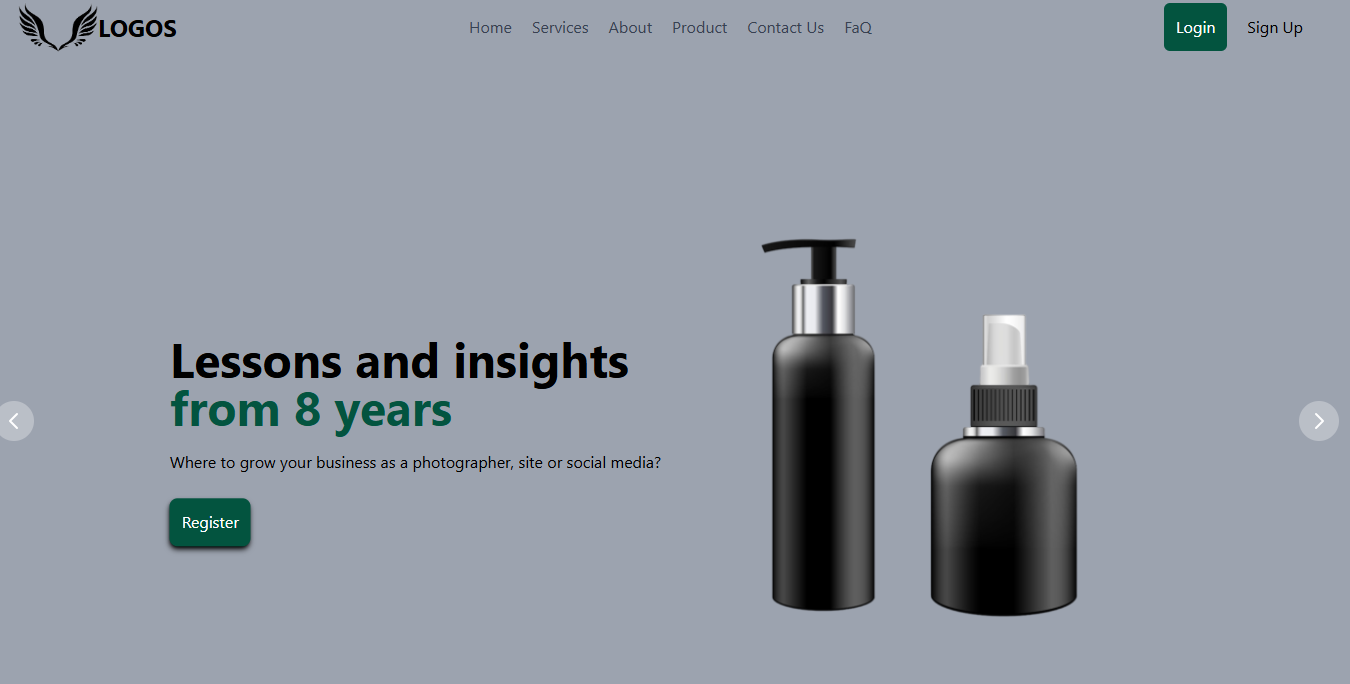 LOGOS
Home Services About Product Contact Us FaQ
Login Sign Up
Lessons and insights
from 8 years
Where to grow your business as a photographer, site or social media?
Register